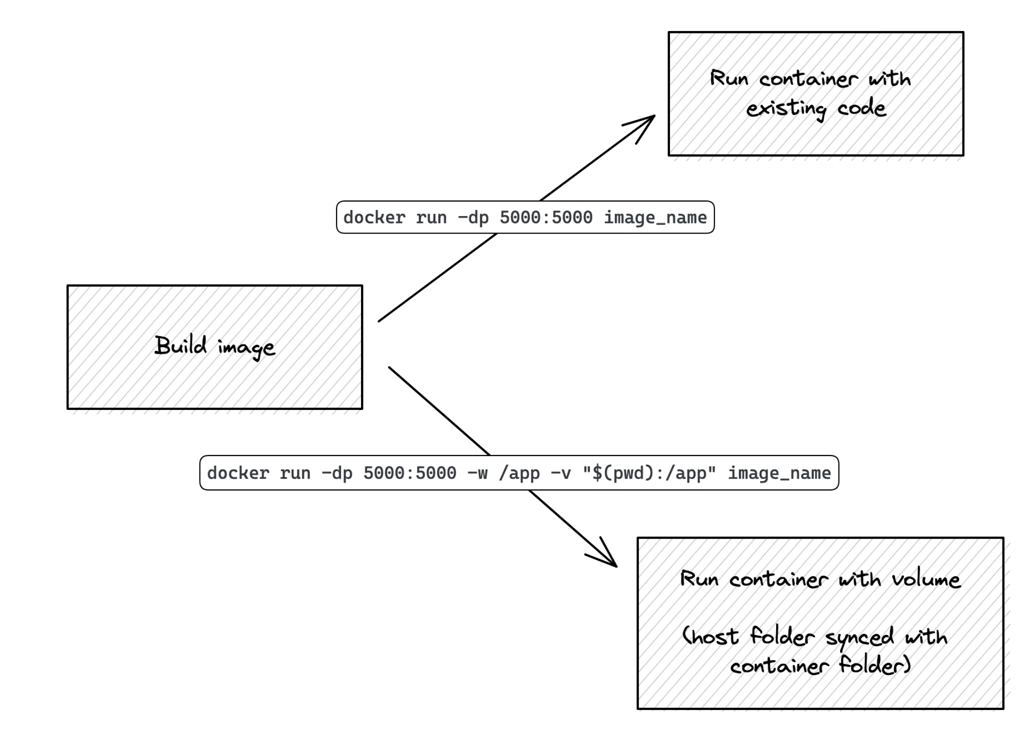 Run container with
existing code
docker run -dp 5000:5000 image_name
Build image
docker run -dp 5000:5000 -w /app -v "$(pwd):/app" image_name
Run container with volume
(host folder synced with
container folder)